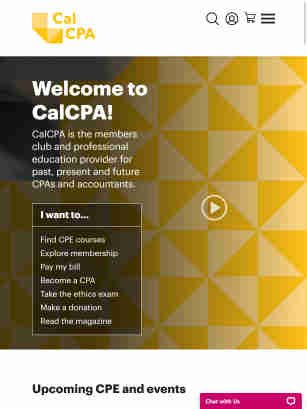 Cal
CPA
Welcome to
CalCPA!
CalCPA is the members
club and professional
education provider for
past, present and future
CPAs and accountants.
I want to...
Find CPE courses
Explore membership
Pay my bill
Become a CPA
Take the ethics exam
Make a donation
Read the magazine
Upcoming CPE and events
Chat with Us